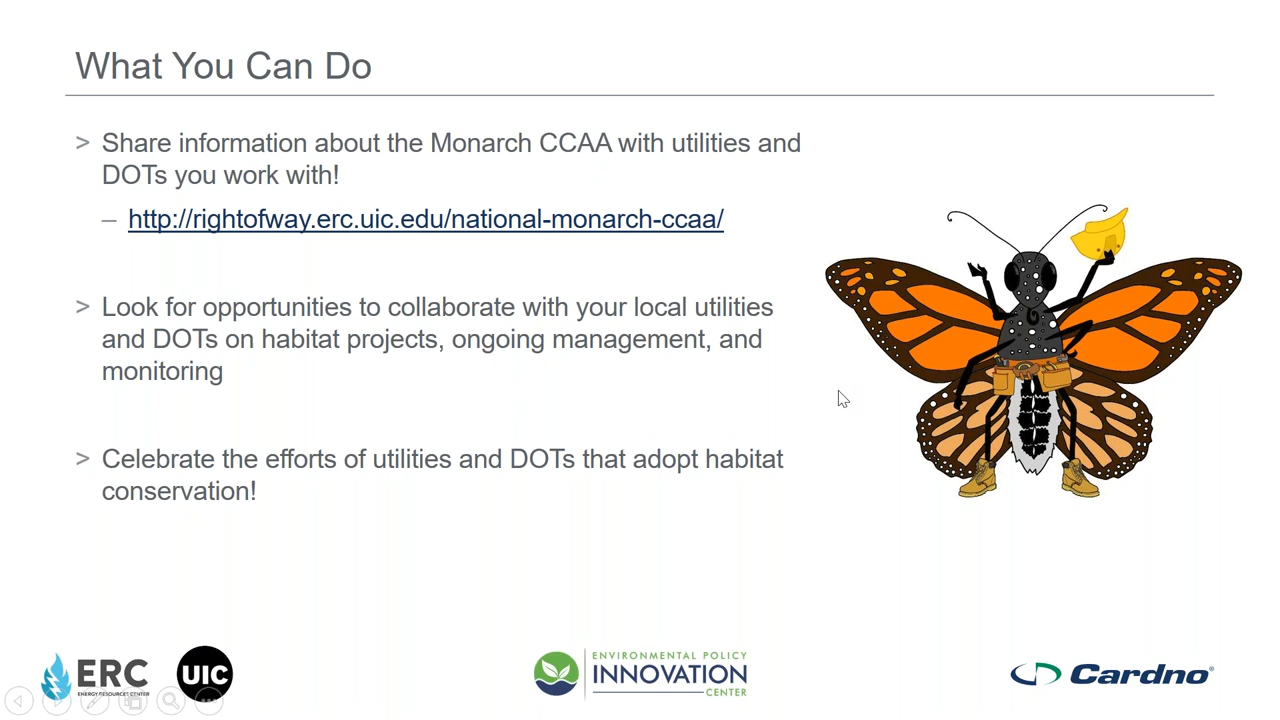 What You Can Do
> Share information about the Monarch CCAA with utilities and
DOTs you work with!
– http://rightofway.erc.uic.edu/national-monarch-ccaa/
> Look for opportunities to collaborate with your local utilities
and DOTs on habitat projects, ongoing management, and
monitoring
> Celebrate the efforts of utilities and DOTs that adopt habitat
conservation!
ERC
ENERGY RESOURCES CENTER
UIC
ENVIRONMENTAL POLICY
INNOVATION
CENTER
Cardno®